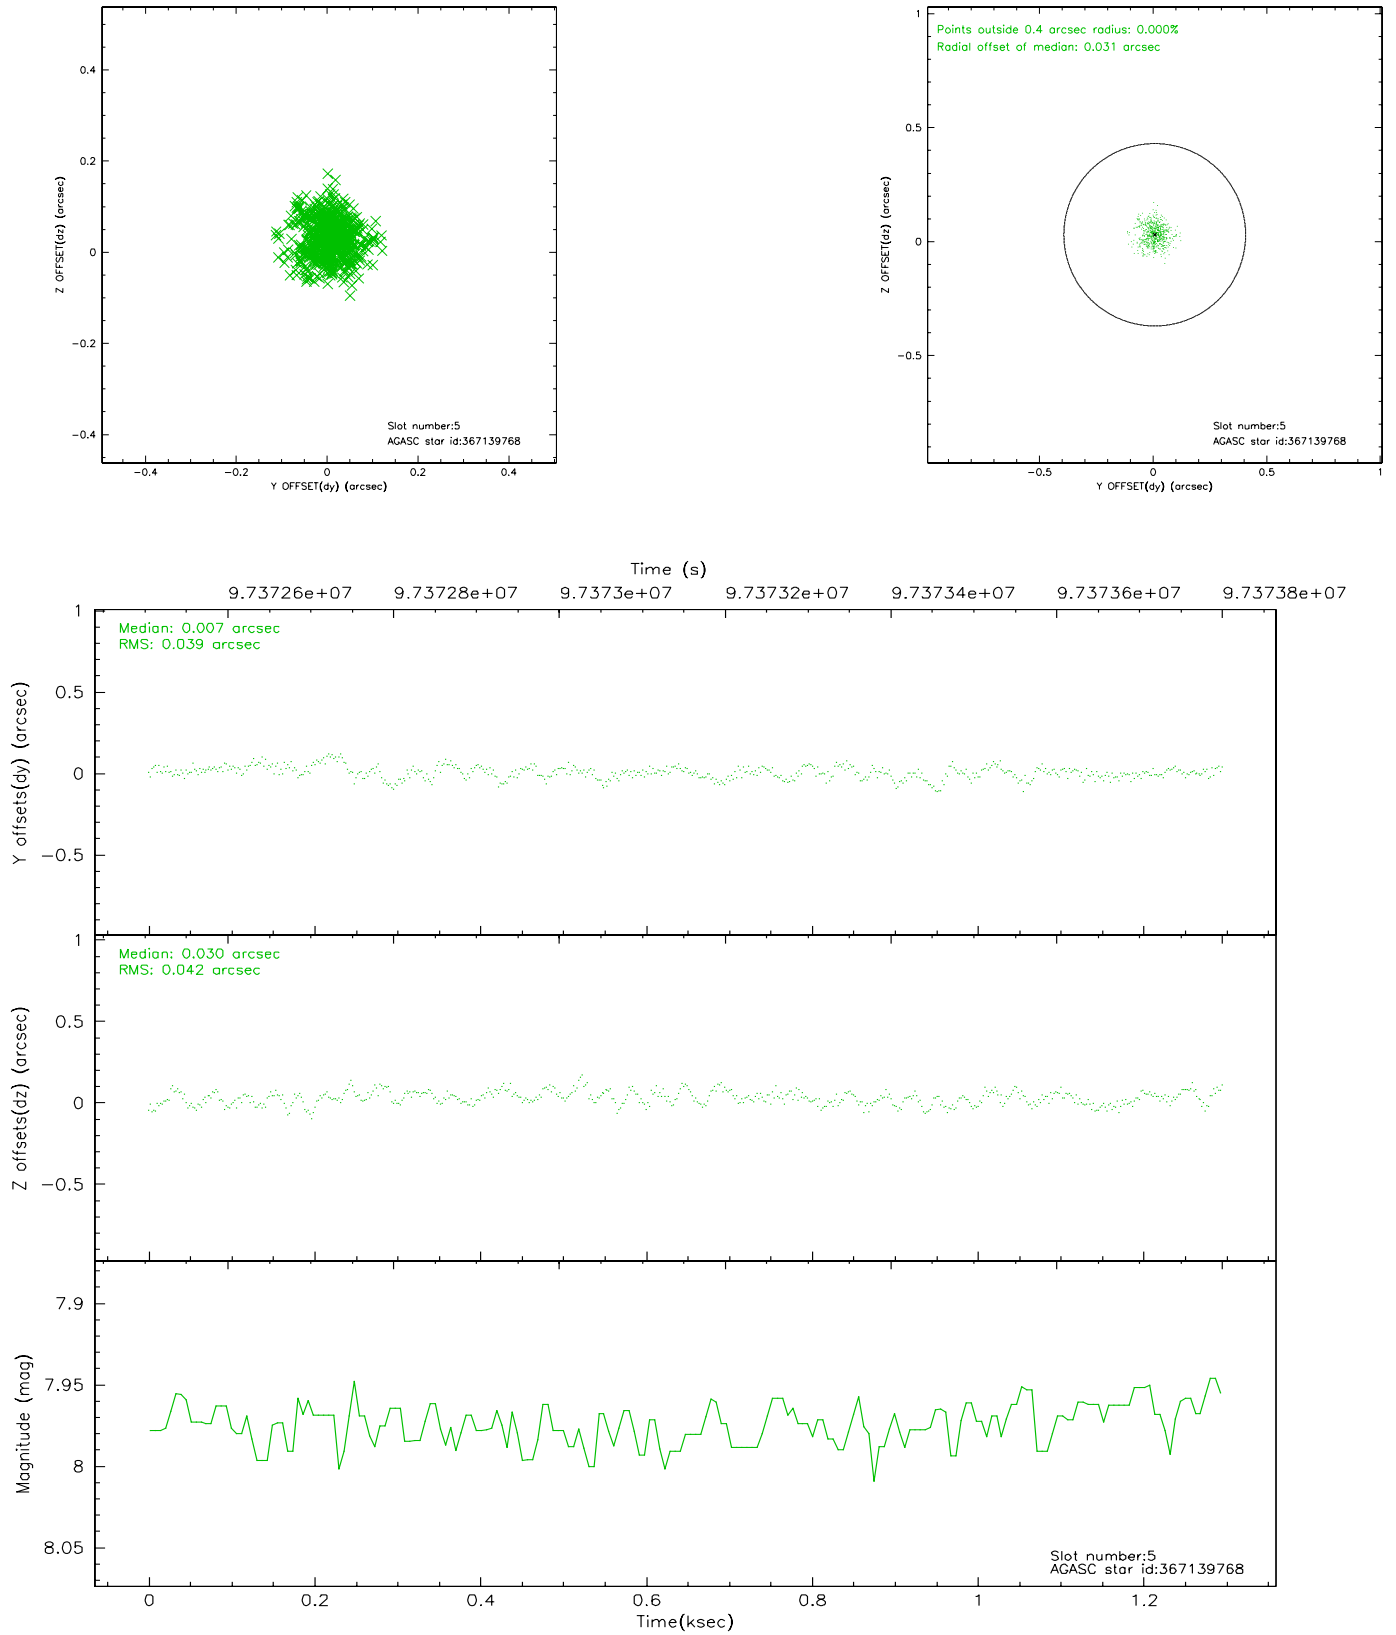 0.4
0.2
0
−0.2
−0.4
Z OFFSET(dz) (arcsec)
Slot number:5
AGASC star id:367139768
−0.4 −0.2 0 0.2 0.4
Y OFFSET(dy) (arcsec)
Points outside 0.4 arcsec radius: 0.000%
Radial offset of median: 0.031 arcsec
1
0.5
0
−0.5
Z OFFSET(dz) (arcsec)
Slot number:5
AGASC star id:367139768
−0.5 0 0.5 1
Y OFFSET(dy) (arcsec)
Time (s)
9.73726e+07 9.73728e+07 9.7373e+07 9.73732e+07 9.73734e+07 9.73736e+07 9.73738e+07
Median: 0.007 arcsec
RMS: 0.039 arcsec
1
0.5
0
−0.5
Y offsets(dy) (arcsec)
Median: 0.030 arcsec
RMS: 0.042 arcsec
1
0.5
0
−0.5
Z offsets(dz) (arcsec)
7.9
7.95
8
8.05
Magnitude (mag)
Slot number:5
AGASC star id:367139768
0 0.2 0.4 0.6 0.8 1 1.2
Time(ksec)